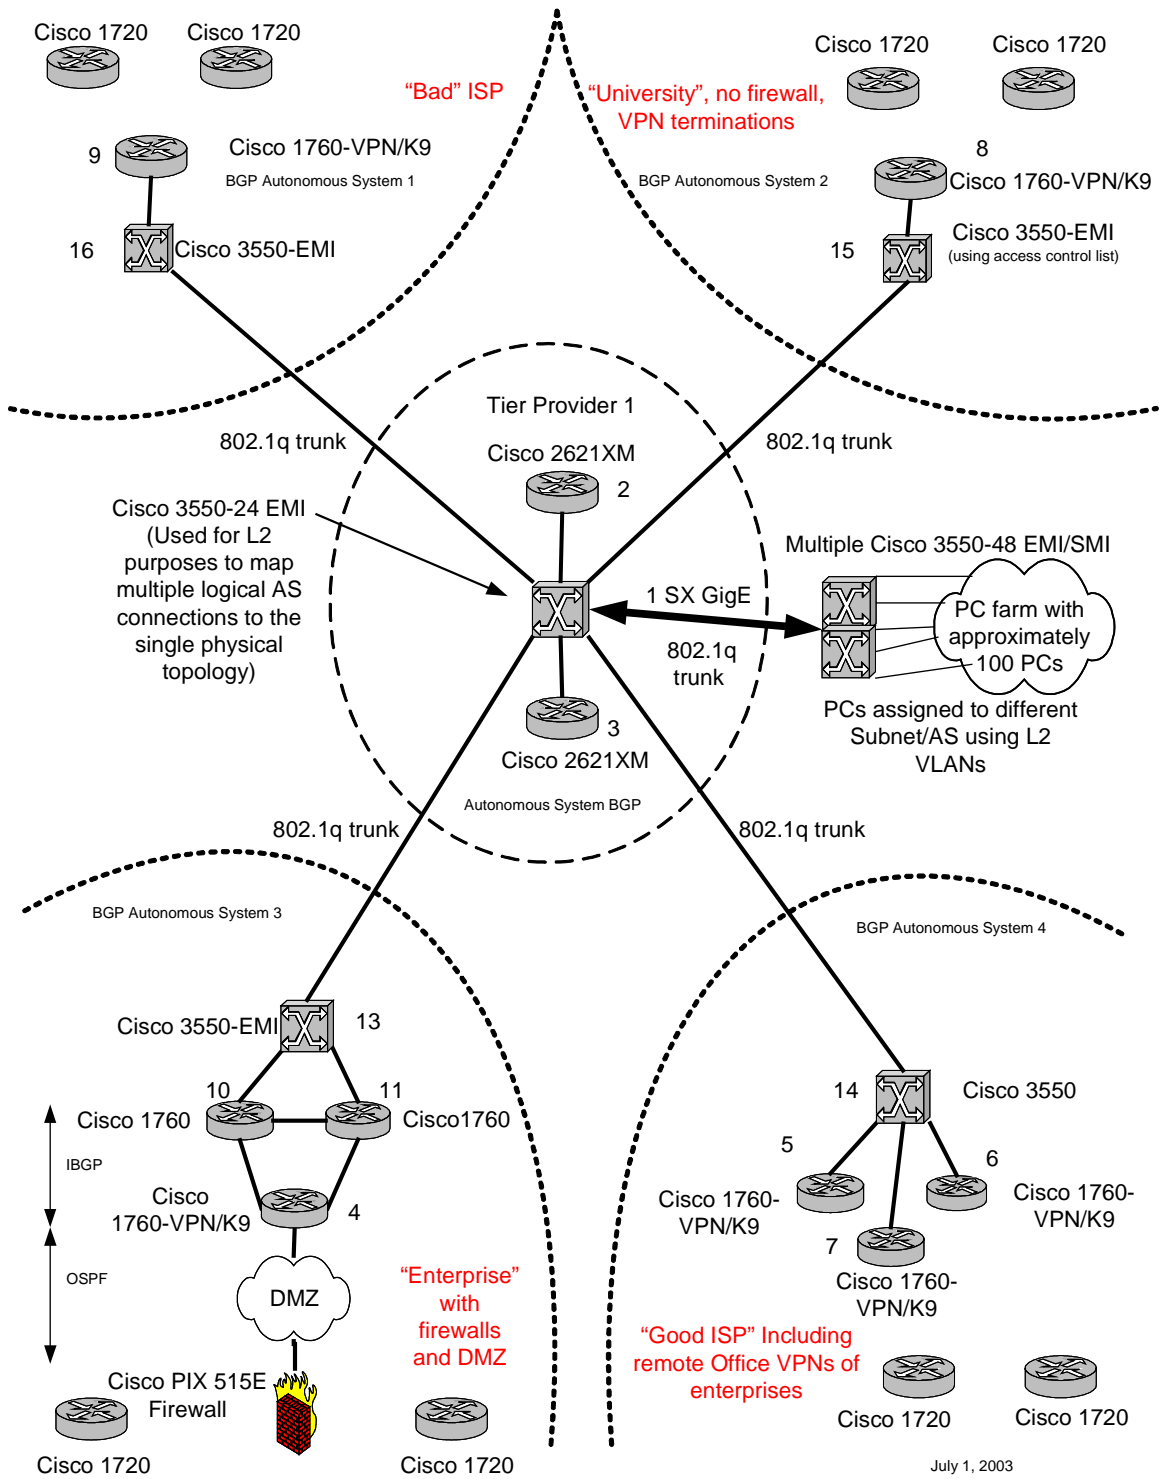 Cisco 1720
Cisco 1720
Cisco 1720
Cisco 1720
“Bad” ISP
“University”, no firewall,
VPN terminations
9
Cisco 1760-VPN/K9
BGP Autonomous System 1
8
BGP Autonomous System 2
Cisco 1760-VPN/K9
16
Cisco 3550-EMI
15
Cisco 3550-EMI
(using access control list)
Tier Provider 1
802.1q trunk
802.1q trunk
Cisco 2621XM
2
Cisco 3550-24 EMI
(Used for L2
purposes to map
multiple logical AS
connections to the
single physical
topology)
Multiple Cisco 3550-48 EMI/SMI
1 SX GigE
PC farm with
approximately
100 PCs
802.1q
trunk
PCs assigned to different
Subnet/AS using L2
VLANs
3
Cisco 2621XM
Autonomous System BGP
802.1q trunk
802.1q trunk
BGP Autonomous System 3
BGP Autonomous System 4
Cisco 3550-EMI
13
10
11
Cisco 1760
Cisco1760
IBGP
Cisco
1760-VPN/K9
4
OSPF
DMZ
“Enterprise”
with
firewalls
and DMZ
Cisco PIX 515E
Firewall
Cisco 1720
Cisco 1720
14
Cisco 3550
5
6
Cisco 1760-
VPN/K9
Cisco 1760-
VPN/K9
7
Cisco 1760-
VPN/K9
“Good ISP” Including
remote Office VPNs of
enterprises
Cisco 1720
Cisco 1720
July 1, 2003